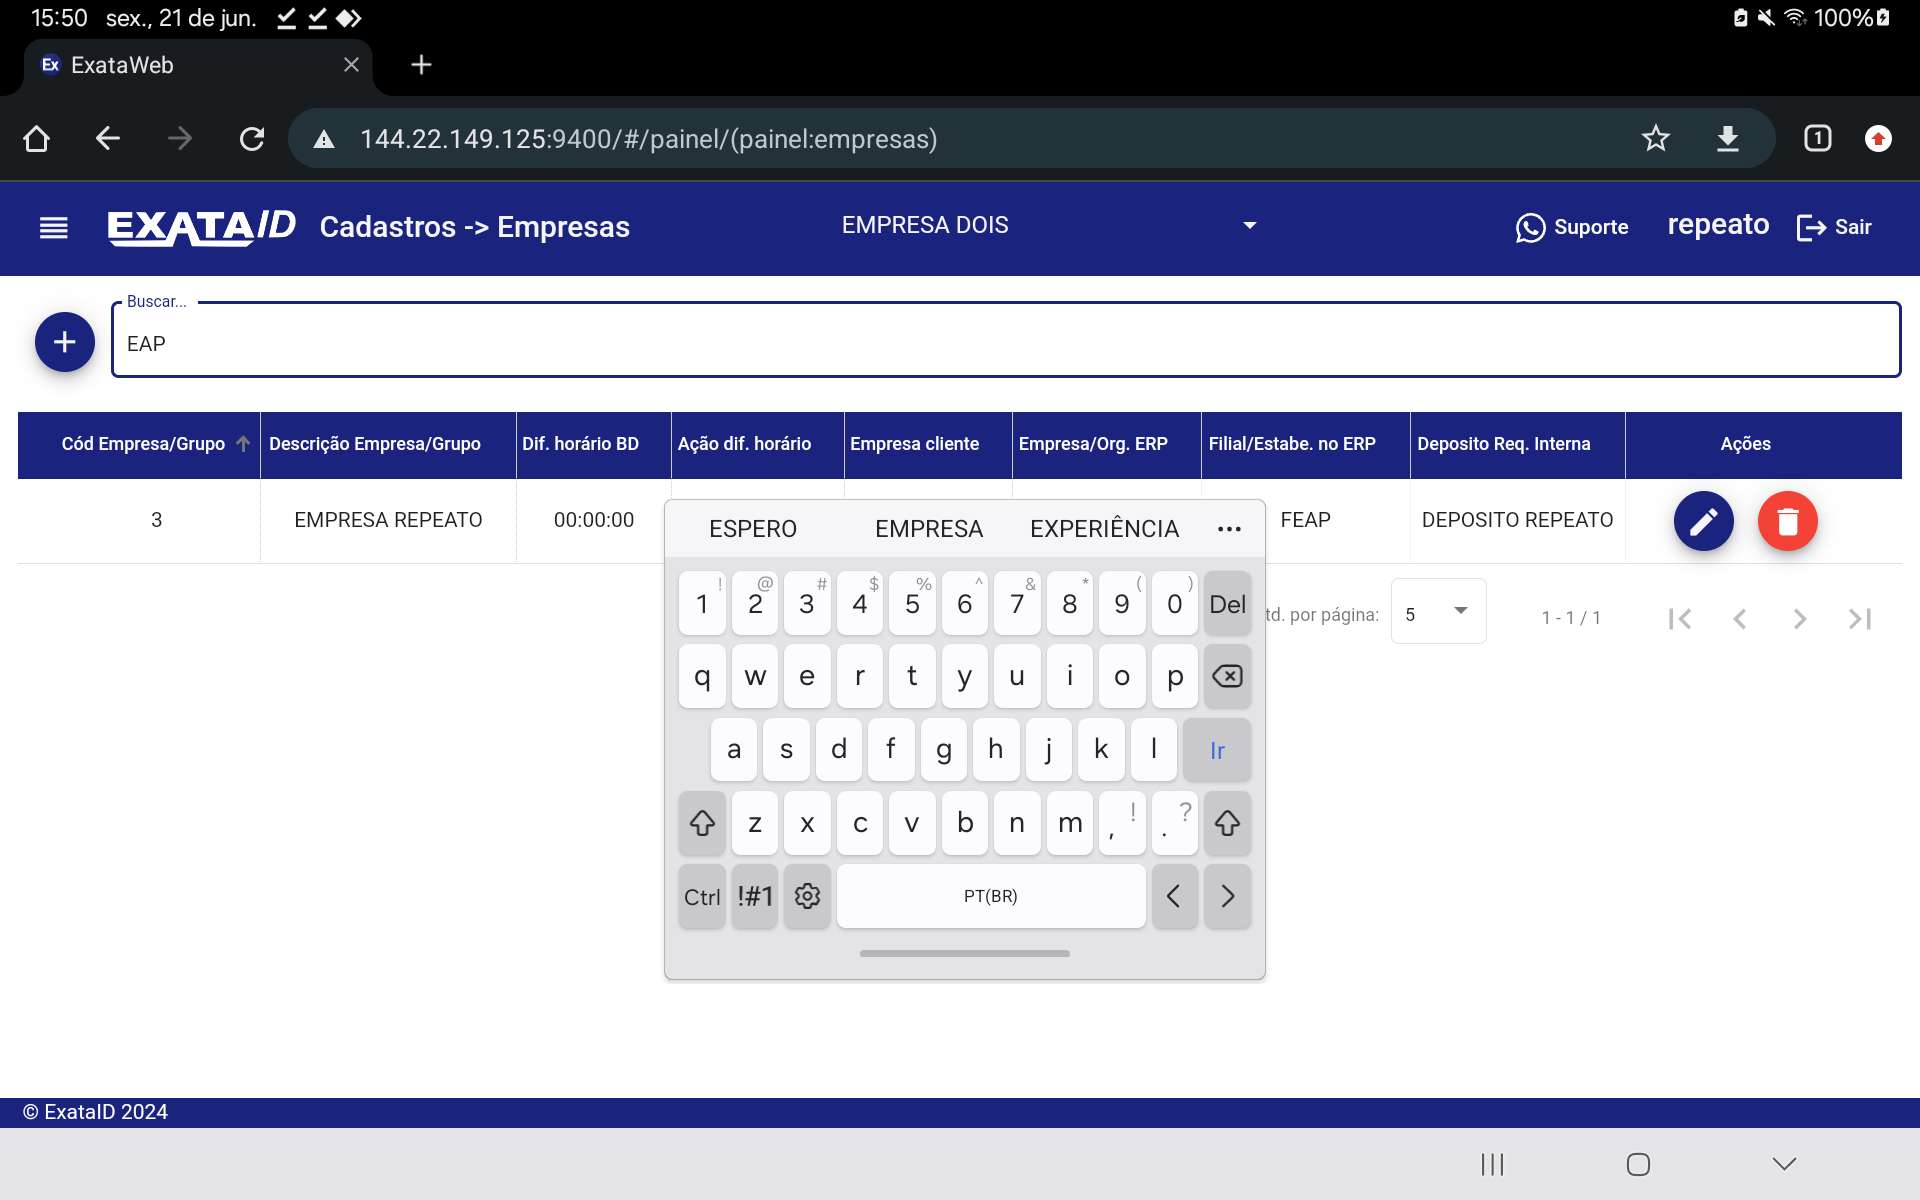 15:50 sex., 21 de jun. 100%
Ex ExataWeb
144.22.149.125:9400/#/painel/(painel:empresas) 1
EXATA/ID Cadastros -> Empresas EMPRESA DOIS Suporte repeato Sair
Buscar...
EAP
Cód Empresa/Grupo Descrição Empresa/Grupo Dif. horário BD Ação dif. horário Empresa cliente Empresa/Org. ERP Filial/Estabe. no ERP Deposito Req. Interna Ações
3 EMPRESA REPEATO 00:00:00 FEAP DEPOSITO REPEATO
td. por página: 5 1 - 1 / 1
ESPERO EMPRESA EXPERIÊNCIA ...
! @ # $ % ^ & * ( )
1 2 3 4 5 6 7 8 9 0 Del
q w e r t y u i o p
a s d f g h j k l Ir
z x c v b n m , ! . ?
Ctrl !#1 PT(BR) < >
© ExataID 2024